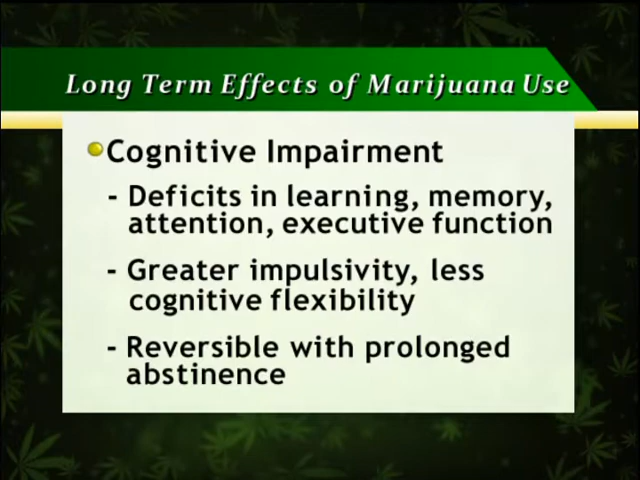 Long Term Effects of Marijuana Use
Cognitive Impairment
- Deficits in learning, memory,
attention, executive function
- Greater impulsivity, less
cognitive flexibility
- Reversible with prolonged
abstinence